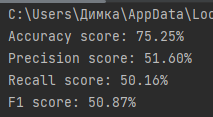 C:\Users\Димка\AppData\Loc
Accuracy score: 75.25%
Precision score: 51.60%
Recall score: 50.16%
F1 score: 50.87%